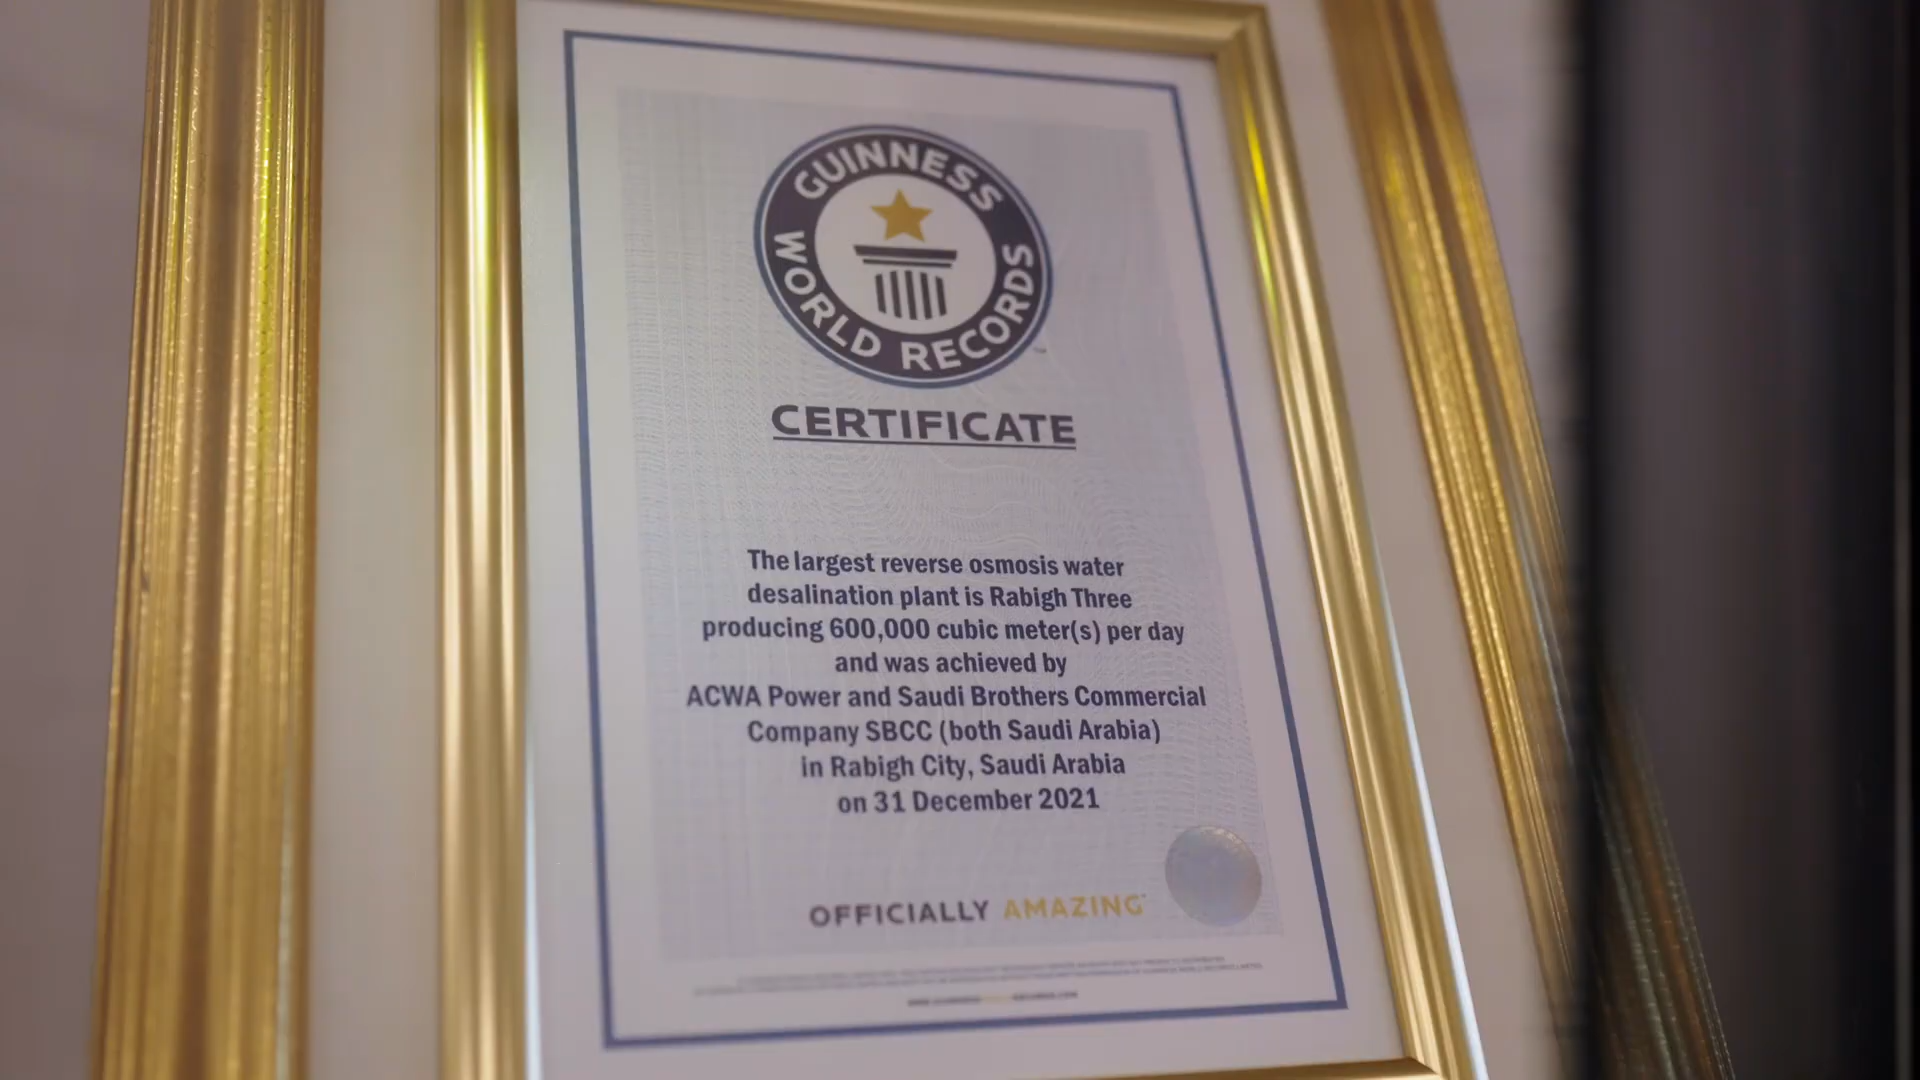 GUINNESS
WORLD RECORDS
CERTIFICATE
The largest reverse osmosis water
desalination plant is Rabigh Three
producing 600,000 cubic meter(s) per day
and was achieved by
ACWA Power and Saudi Brothers Commercial
Company SBCC (both Saudi Arabia)
in Rabigh City, Saudi Arabia
on 31 December 2021
OFFICIALLY AMAZING